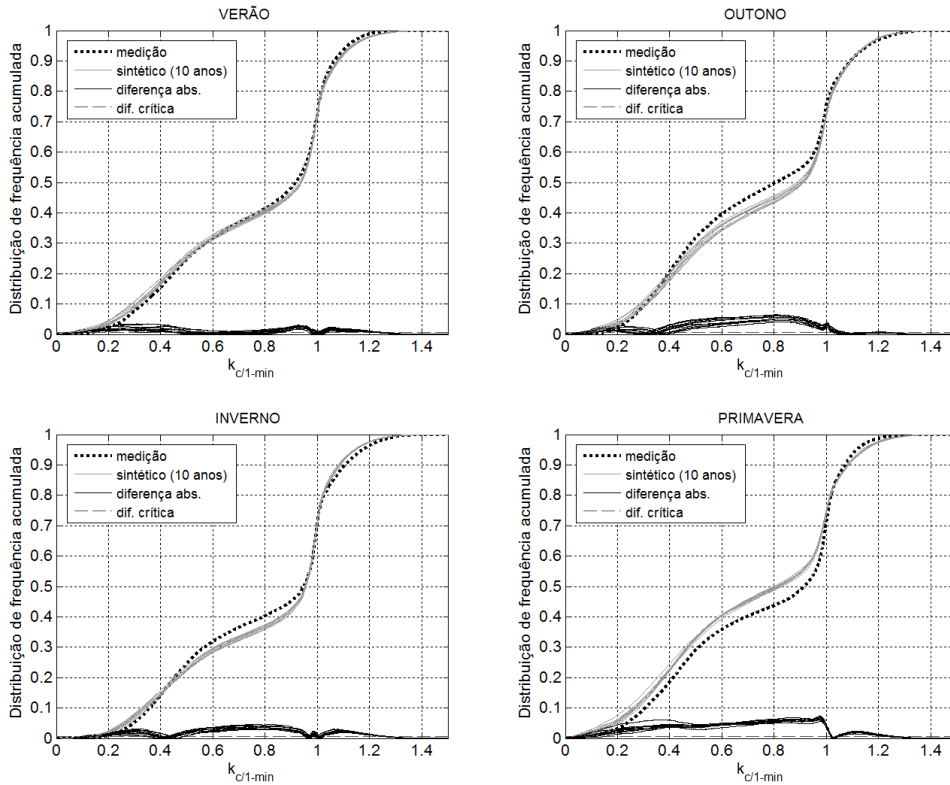 VERÃO
Distribuição de frequência acumulada
1
0.9
0.8
0.7
0.6
0.5
0.4
0.3
0.2
0.1
0
medição
sintético (10 anos)
diferença abs.
dif. crítica
0 0.2 0.4 0.6 0.8 1 1.2 1.4
k c/1-min
OUTONO
Distribuição de frequência acumulada
1
0.9
0.8
0.7
0.6
0.5
0.4
0.3
0.2
0.1
0
medição
sintético (10 anos)
diferença abs.
dif. crítica
0 0.2 0.4 0.6 0.8 1 1.2 1.4
k c/1-min
INVERNO
Distribuição de frequência acumulada
1
0.9
0.8
0.7
0.6
0.5
0.4
0.3
0.2
0.1
0
medição
sintético (10 anos)
diferença abs.
dif. crítica
0 0.2 0.4 0.6 0.8 1 1.2 1.4
k c/1-min
PRIMAVERA
Distribuição de frequência acumulada
1
0.9
0.8
0.7
0.6
0.5
0.4
0.3
0.2
0.1
0
medição
sintético (10 anos)
diferença abs.
dif. crítica
0 0.2 0.4 0.6 0.8 1 1.2 1.4
k c/1-min